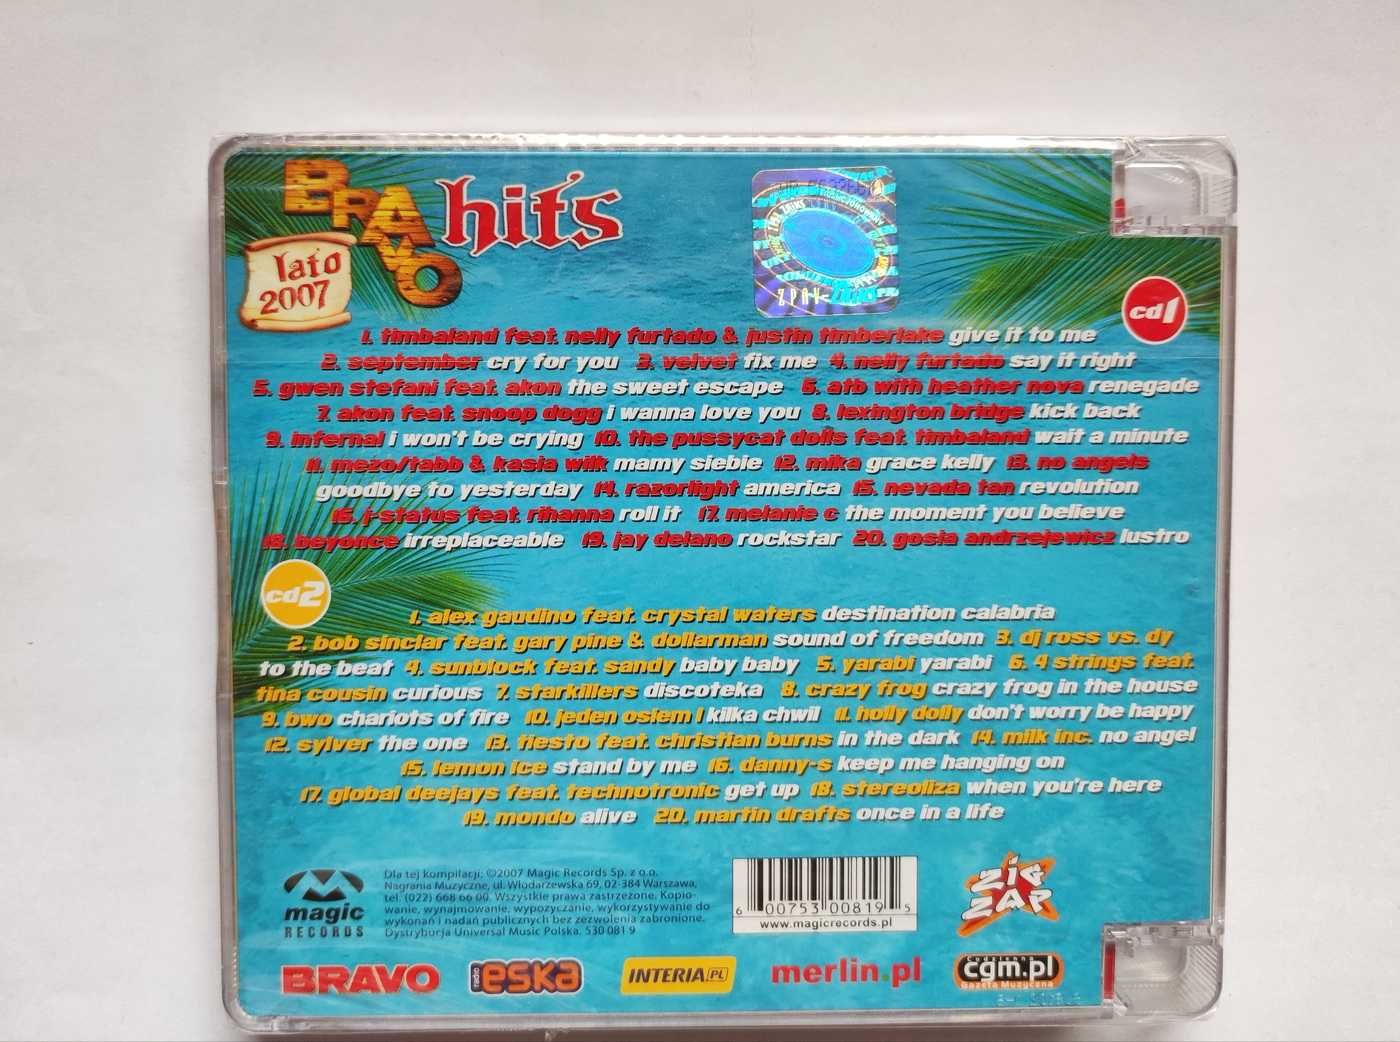 BRAVO hit's
lato
2007
cd1
1. timbaland feat. nelly furtado & justin timberlake give it to me
2. september cry for you 3. velvet fix me 4. nelly furtado say it right
5. gwen stefani feat. akon the sweet escape 6. atb with heather nova renegade
7. akon feat. snoop dogg i wanna love you 8. lexington bridge kick back
9. infernal i won't be crying 10. the pussycat dolls feat. timbaland wait a minute
11. mezo/tabb & kasia wilk mamy siebie 12. mika grace kelly 13. no angels
goodbye to yesterday 14. razorlight america 15. nevada tan revolution
16. j-status feat. rihanna roll it 17. melanie c the moment you believe
18. beyonce irreplaceable 19. jay delano rockstar 20. gosia andrzejewicz lustro
cd2
1. alex gaudino feat. crystal waters destination calabria
2. bob sinclar feat. gary pine & dollarman sound of freedom 3. dj ross vs. dy
to the beat 4. sunblock feat. sandy baby baby 5. yarabi yarabi 6. 4 strings feat.
tina cousin curious 7. starkillers discoteka 8. crazy frog crazy frog in the house
9. bwo chariots of fire 10. jeden osiem l kilka chwil 11. holly dolly don't worry be happy
12. sylver the one 13. tiesto feat. christian burns in the dark 14. milk inc. no angel
15. lemon ice stand by me 16. danny-s keep me hanging on
17. global deejays feat. technotronic get up 18. stereoliza when you're here
19. mondo alive 20. martin drafts once in a life
magic
RECORDS
Dla tej kompilacji: ©2007 Magic Records Sp. z o.o.
Nagrania Muzyczne, ul. Włodarzewska 69, 02-384 Warszawa,
tel. (022) 668 66 00. Wszystkie prawa zastrzeżone. Kopio-
wanie, wynajmowanie, wypożyczanie, wykorzystywanie do
wykonań i nadań publicznych bez zezwolenia zabronione.
Dystrybucja Universal Music Polska. 530 081 9
6 00753 00819 5
www.magicrecords.pl
ZIG
ZAP
BRAVO
radio eska
INTERIA.PL
merlin.pl
Codzienna
cgm.pl
Gazeta Muzyczna